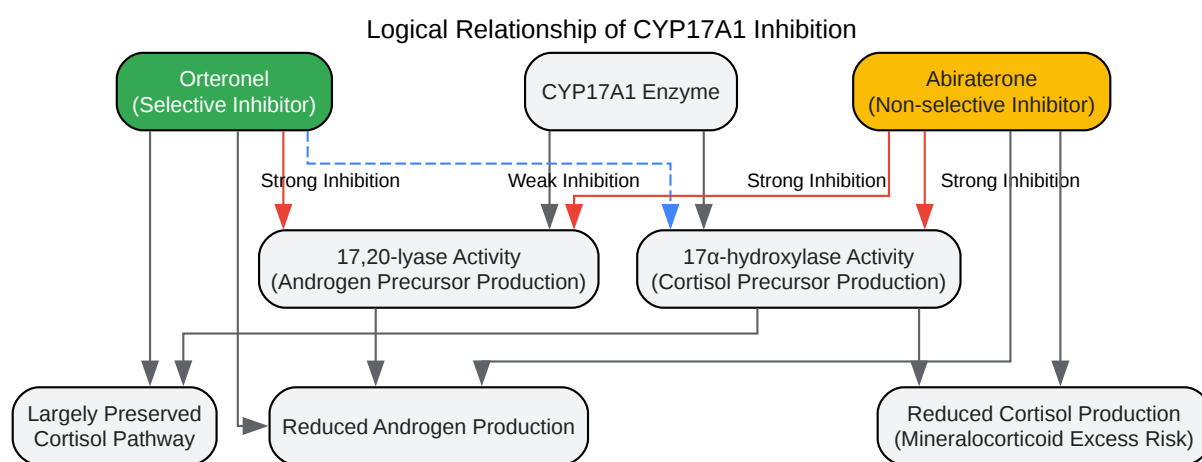 Logical Relationship of CYP17A1 Inhibition
Orteronel
(Selective Inhibitor)
CYP17A1 Enzyme
Abiraterone
(Non-selective Inhibitor)
Strong Inhibition
Weak Inhibition
Strong Inhibition
Strong Inhibition
17,20-lyase Activity
(Androgen Precursor Production)
17α-hydroxylase Activity
(Cortisol Precursor Production)
Largely Preserved
Cortisol Pathway
Reduced Androgen Production
Reduced Cortisol Production
(Mineralocorticoid Excess Risk)